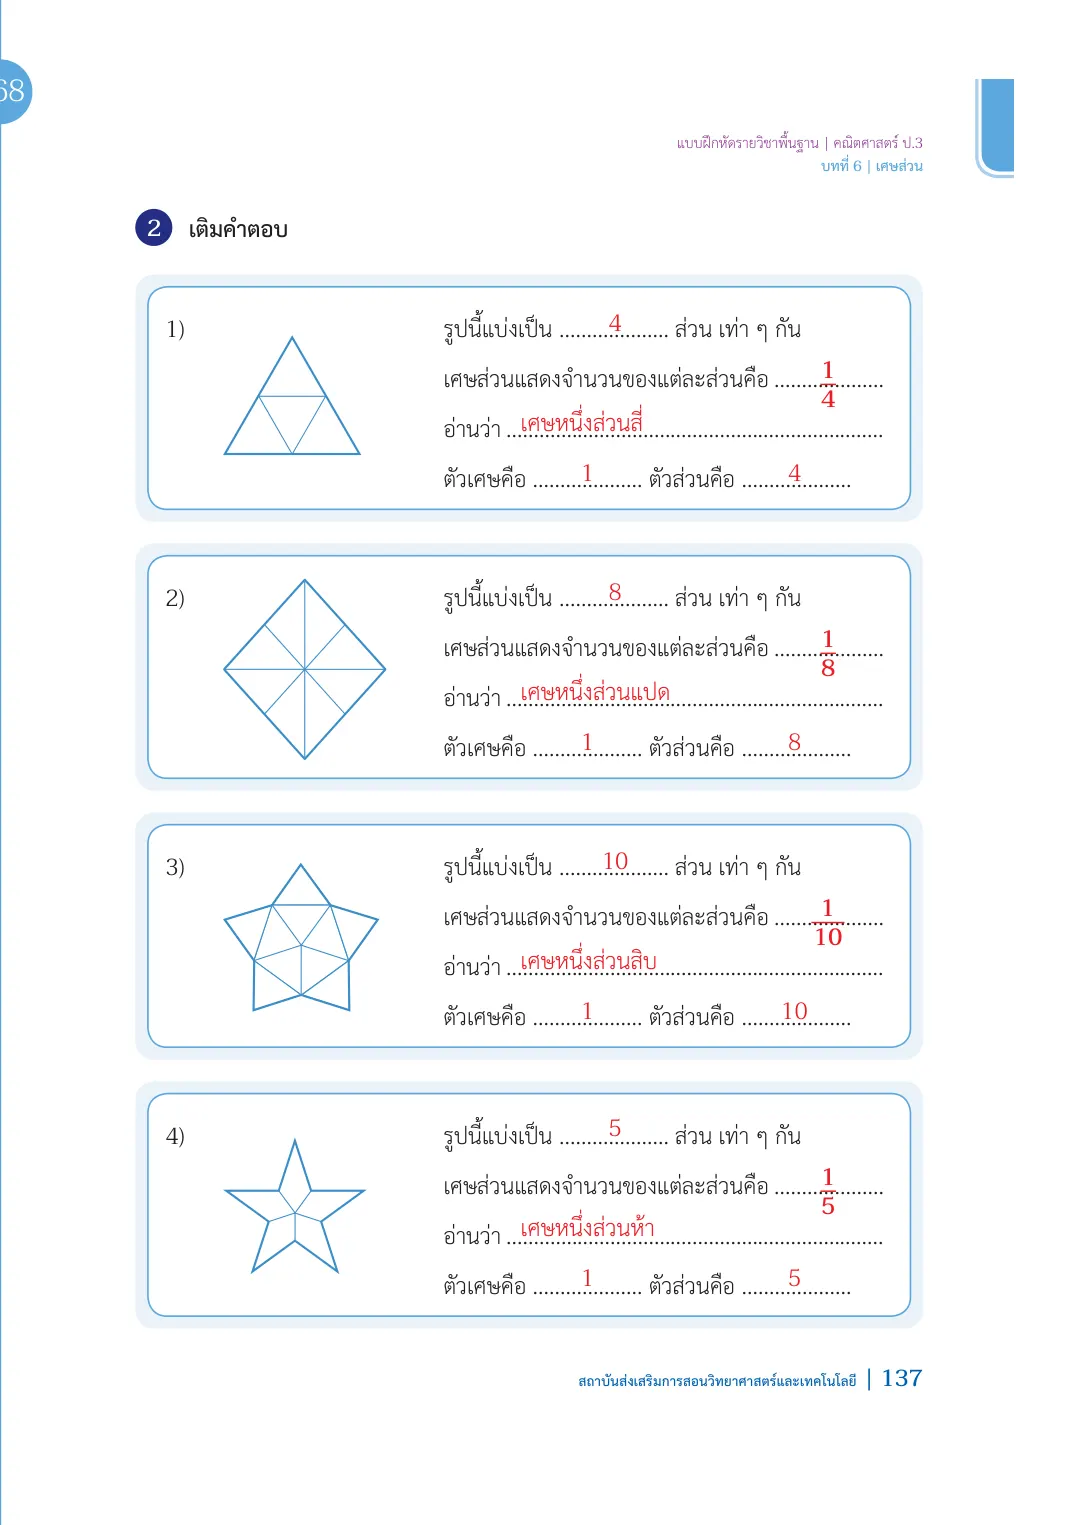 68
แบบฝึกหัดรายวิชาพื้นฐาน | คณิตศาสตร์ ป.3
บทที่ 6 | เศษส่วน
2 เติมคำตอบ
1)
รูปนี้แบ่งเป็น ....................4 ส่วน เท่า ๆ กัน
เศษส่วนแสดงจำนวนของแต่ละส่วนคือ .................... 1/4
อ่านว่า เศษหนึ่งส่วนสี่
ตัวเศษคือ 1 ตัวส่วนคือ 4
2)
รูปนี้แบ่งเป็น 8 ส่วน เท่า ๆ กัน
เศษส่วนแสดงจำนวนของแต่ละส่วนคือ 1/8
อ่านว่า เศษหนึ่งส่วนแปด
ตัวเศษคือ 1 ตัวส่วนคือ 8
3)
รูปนี้แบ่งเป็น 10 ส่วน เท่า ๆ กัน
เศษส่วนแสดงจำนวนของแต่ละส่วนคือ 1/10
อ่านว่า เศษหนึ่งส่วนสิบ
ตัวเศษคือ 1 ตัวส่วนคือ 10
4)
รูปนี้แบ่งเป็น 5 ส่วน เท่า ๆ กัน
เศษส่วนแสดงจำนวนของแต่ละส่วนคือ 1/5
อ่านว่า เศษหนึ่งส่วนห้า
ตัวเศษคือ 1 ตัวส่วนคือ 5
สถาบันส่งเสริมการสอนวิทยาศาสตร์และเทคโนโลยี | 137